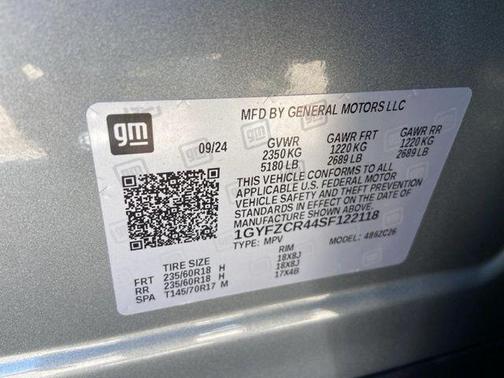 MFD BY GENERAL MOTORS LLC
gm
09/24 GVWR GAWR FRT GAWR RR
2350 KG 1220 KG 1220 KG
5180 LB 2689 LB 2689 LB
THIS VEHICLE CONFORMS TO ALL
APPLICABLE U.S. FEDERAL MOTOR
VEHICLE SAFETY AND THEFT PREVENTION
STANDARDS IN EFFECT ON THE DATE OF
MANUFACTURE SHOWN ABOVE.
1GYFZCR44SF122118
TYPE: MPV MODEL: 4862C26
TIRE SIZE RIM
FRT 235/60R18 H 18X8J
RR 235/60R18 H 18X8J
SPA T145/70R17 M 17X4B